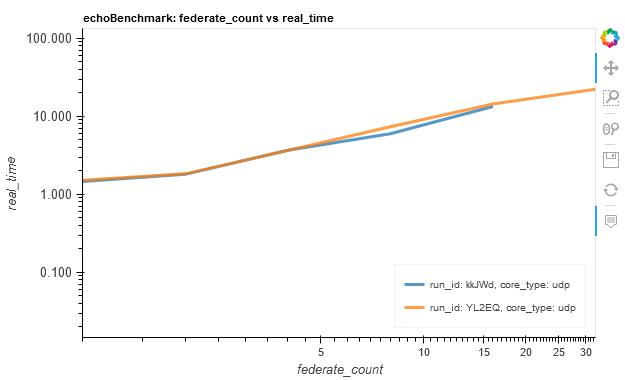 echoBenchmark: federate_count vs real_time
100.000
10.000
1.000
0.100
real_time
run_id: kkJWd, core_type: udp
run_id: YL2EQ, core_type: udp
5 10 15 20 25 30
federate_count